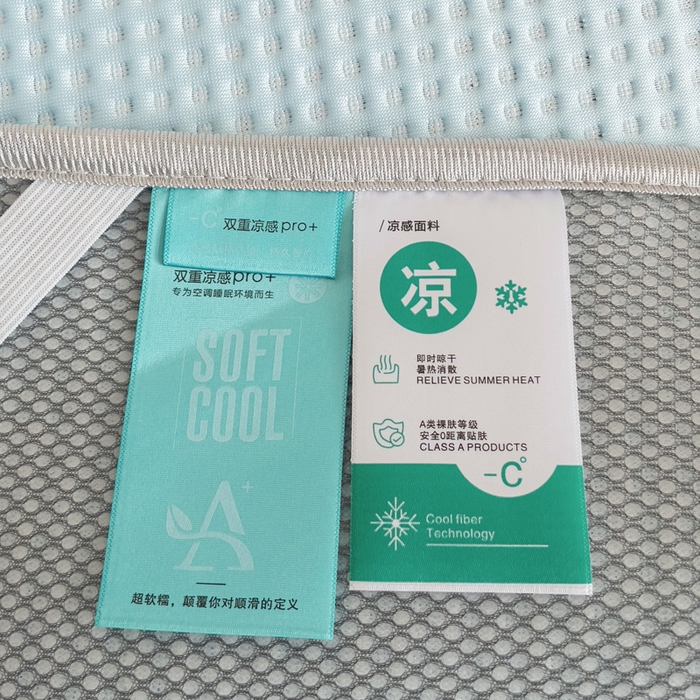 -C° 双重凉感pro+
双重凉感pro+
专为空调睡眠环境而生
SOFT
COOL
A+
超软糯，颠覆你对顺滑的定义
/凉感面料
凉
即时晾干
暑热消散
RELIEVE SUMMER HEAT
A类裸肤等级
安全0距离贴肤
CLASS A PRODUCTS
-C°
Cool fiber
Technology